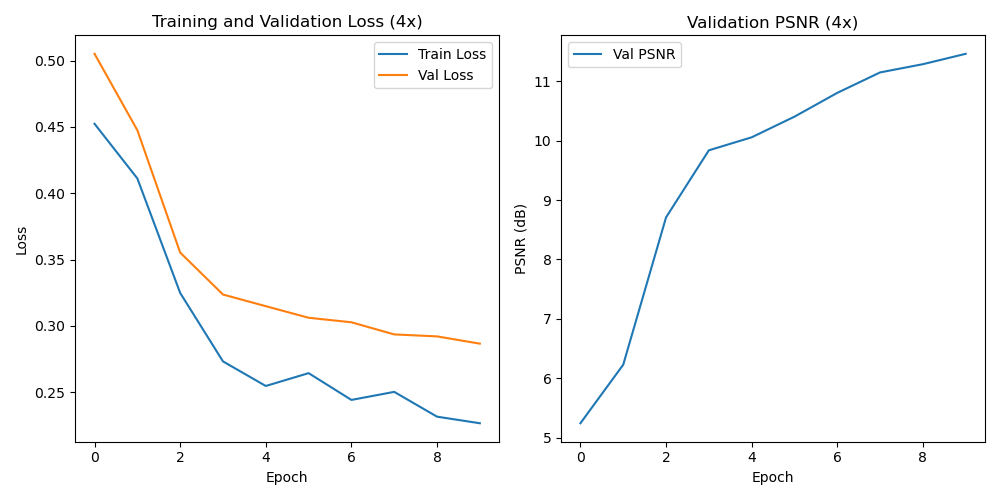 Training and Validation Loss (4x)
Train Loss
Val Loss
0.50
0.45
0.40
0.35
0.30
0.25
Loss
0 2 4 6 8
Epoch
Validation PSNR (4x)
Val PSNR
11
10
9
8
7
6
5
PSNR (dB)
0 2 4 6 8
Epoch